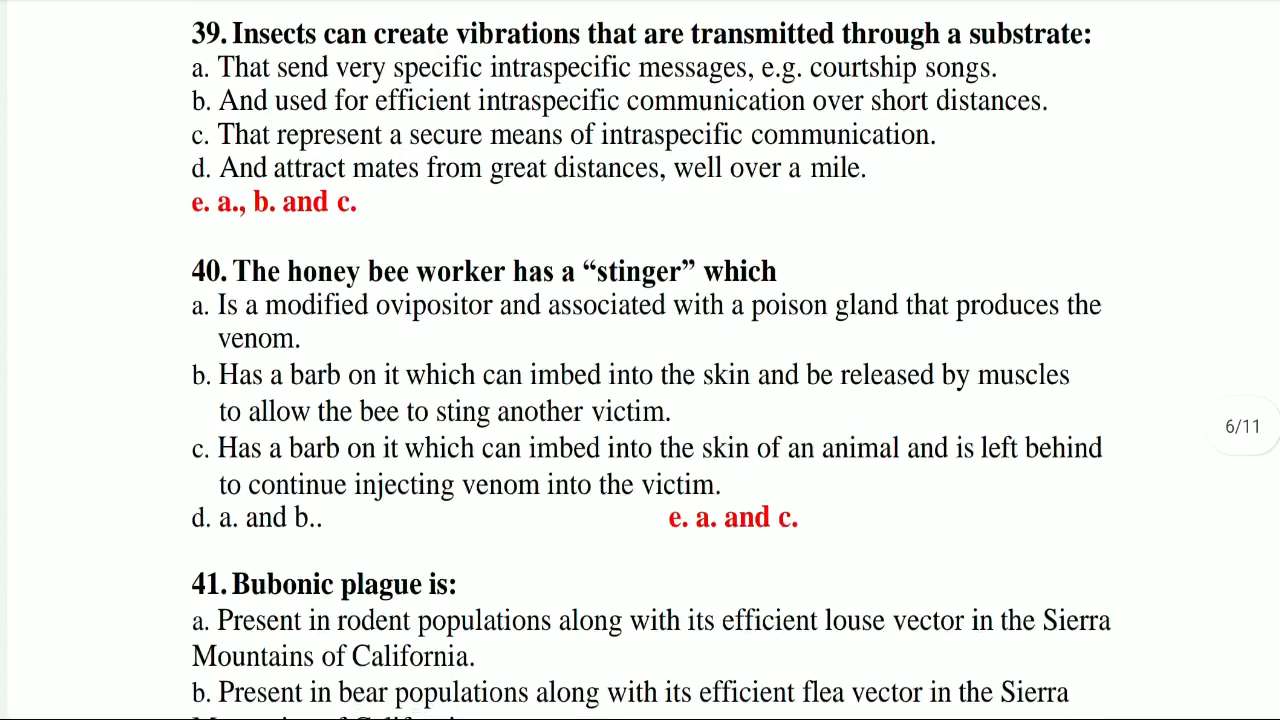 39. Insects can create vibrations that are transmitted through a substrate:
a. That send very specific intraspecific messages, e.g. courtship songs.
b. And used for efficient intraspecific communication over short distances.
c. That represent a secure means of intraspecific communication.
d. And attract mates from great distances, well over a mile.
e. a., b. and c.
40. The honey bee worker has a “stinger” which
a. Is a modified ovipositor and associated with a poison gland that produces the
venom.
b. Has a barb on it which can imbed into the skin and be released by muscles
to allow the bee to sting another victim.
c. Has a barb on it which can imbed into the skin of an animal and is left behind
to continue injecting venom into the victim.
d. a. and b.. e. a. and c.
6/11
41. Bubonic plague is:
a. Present in rodent populations along with its efficient louse vector in the Sierra
Mountains of California.
b. Present in bear populations along with its efficient flea vector in the Sierra